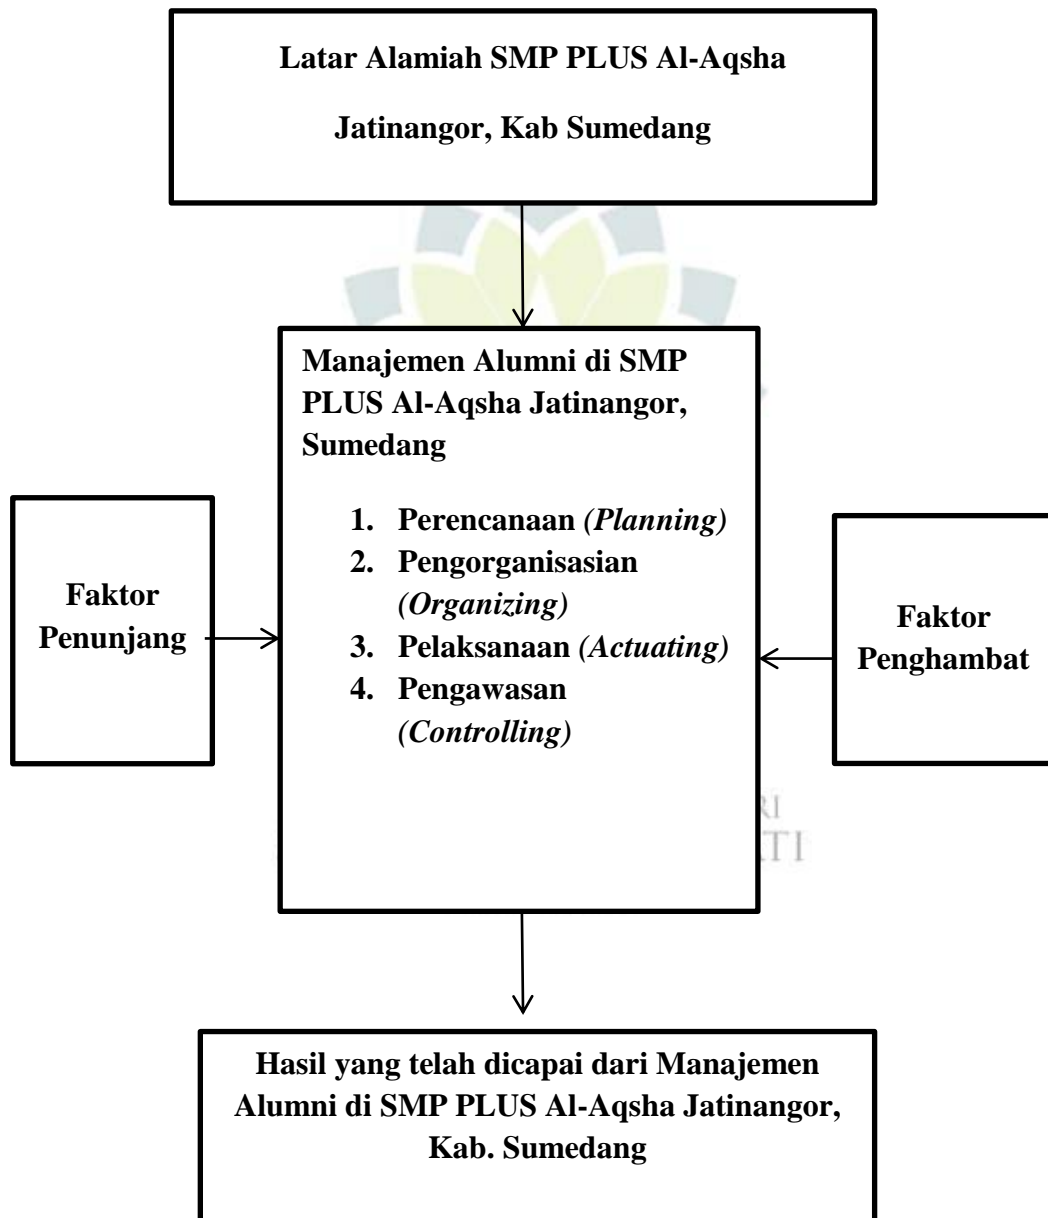 Latar Alamiah SMP PLUS Al-Aqsha
Jatinangor, Kab Sumedang
Manajemen Alumni di SMP
PLUS Al-Aqsha Jatinangor,
Sumedang
1. Perencanaan (Planning)
2. Pengorganisasian
(Organizing)
3. Pelaksanaan (Actuating)
4. Pengawasan
(Controlling)
Faktor
Penunjang
Faktor
Penghambat
RI
TI
Hasil yang telah dicapai dari Manajemen
Alumni di SMP PLUS Al-Aqsha Jatinangor,
Kab. Sumedang